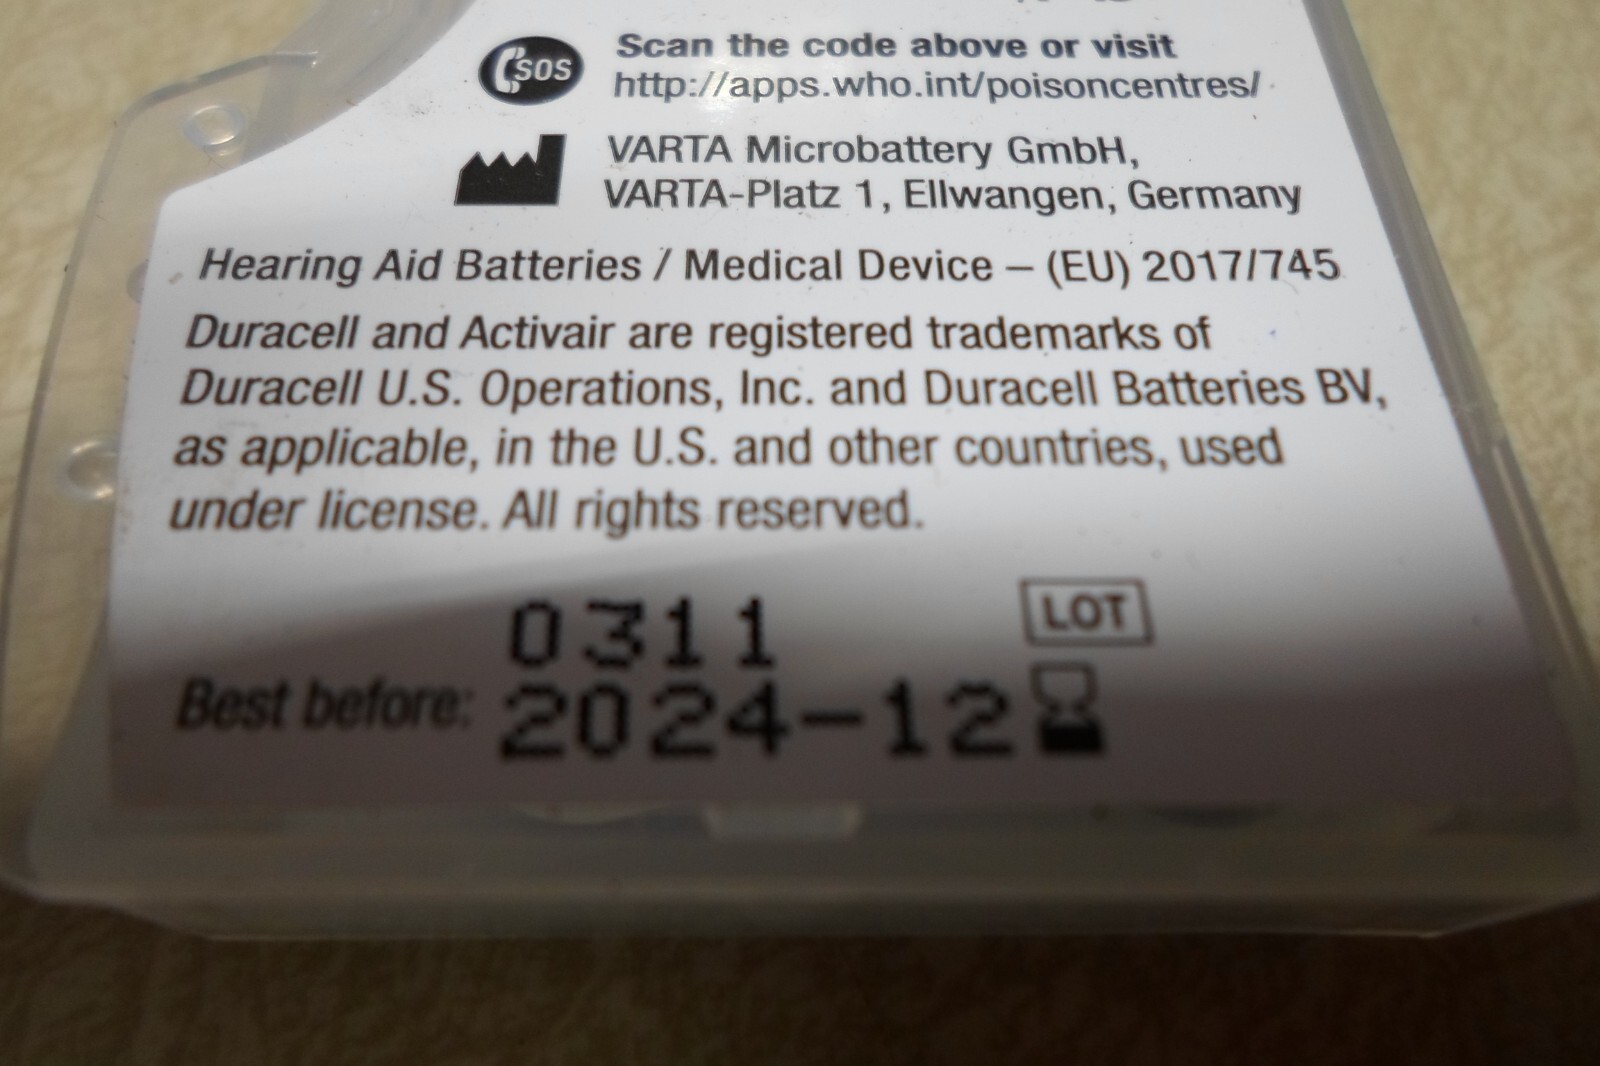 SOS
Scan the code above or visit
http://apps.who.int/poisoncentres/
VARTA Microbattery GmbH,
VARTA-Platz 1, Ellwangen, Germany
Hearing Aid Batteries / Medical Device – (EU) 2017/745
Duracell and Activair are registered trademarks of
Duracell U.S. Operations, Inc. and Duracell Batteries BV,
as applicable, in the U.S. and other countries, used
under license. All rights reserved.
0311 LOT
Best before: 2024-12